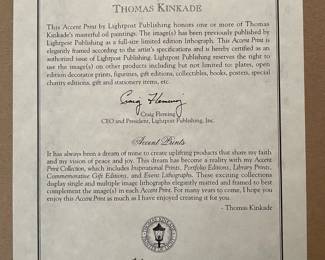 THOMAS KINKADE
This Accent Print by Lightpost Publishing honors one or more of Thomas
Kinkade's masterful oil paintings. The image(s) has been previously published by
Lightpost Publishing as a full-size limited edition lithograph. This Accent Print is
elegantly framed according to the artist's specifications and is hereby certified as an
authorized issue of Lightpost Publishing. Lightpost Publishing reserves the right to
use the image(s) on other products including but not limited to: plates, open
edition decorator prints, figurines, gift editions, collectibles, books, posters, special
charity editions, gift and stationery items, etc.
Craig Fleming
Craig Fleming
CEO and President, Lightpost Publishing, Inc.
Accent Prints
It has always been a dream of mine to create uplifting products that share my faith
and my vision of peace and joy. This dream has become a reality with my Accent
Print Collection, which includes Inspirational Prints, Portfolio Editions, Library Prints,
Commemorative Gift Editions, and Event Lithographs. These exciting collections
display single and multiple image lithographs elegantly matted and framed to best
complement the image(s) in each Accent Print. For many years to come, I hope you
enjoy this Accent Print as much as I have enjoyed creating it for you.
- Thomas Kinkade